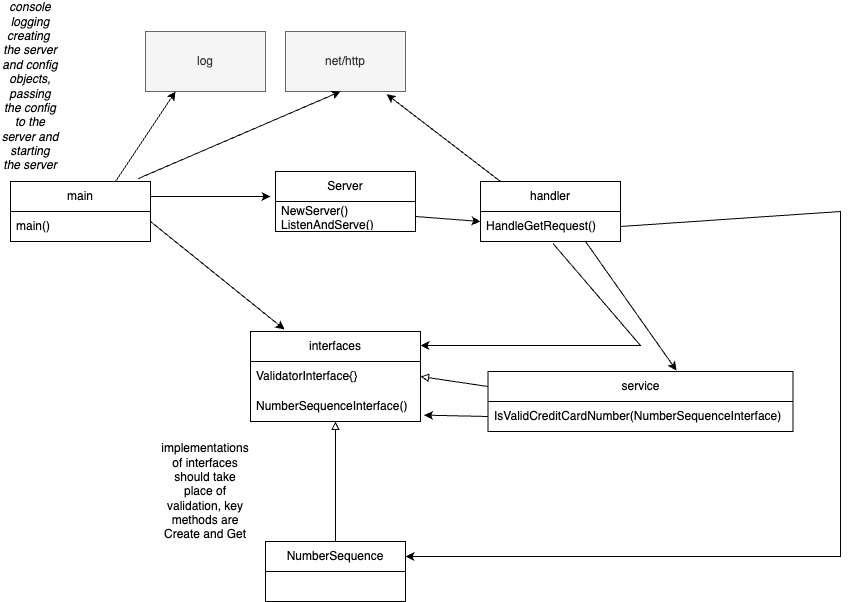 console
logging
creating
the server
and config
objects,
passing
the config
to the
server and
starting
the server
log
net/http
main
main()
Server
NewServer()
ListenAndServe()
handler
HandleGetRequest()
interfaces
ValidatorInterface{}
NumberSequenceInterface()
service
IsValidCreditCardNumber(NumberSequenceInterface)
implementations
of interfaces
should take
place of
validation, key
methods are
Create and Get
NumberSequence